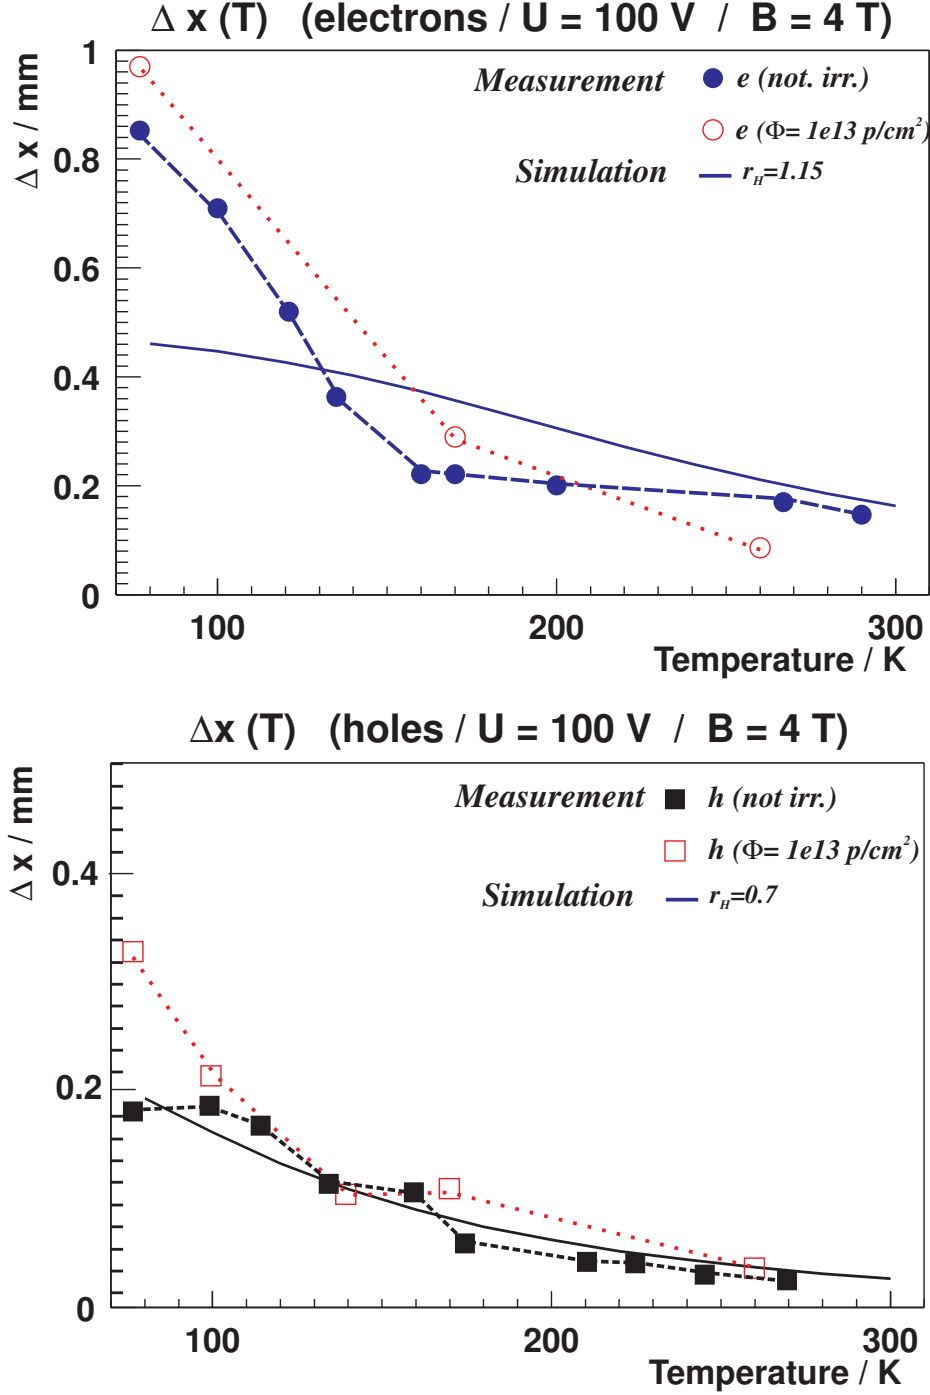 Δ x (T) (electrons / U = 100 V / B = 4 T)
Δ x / mm
1
0.8
0.6
0.4
0.2
0
Measurement
e (not. irr.)
e (Φ= 1e13 p/cm²)
Simulation
r_H=1.15
100
200
300
Temperature / K
Δx (T) (holes / U = 100 V / B = 4 T)
Δ x / mm
0.4
0.2
0
Measurement
h (not irr.)
h (Φ= 1e13 p/cm²)
Simulation
r_H=0.7
100
200
300
Temperature / K